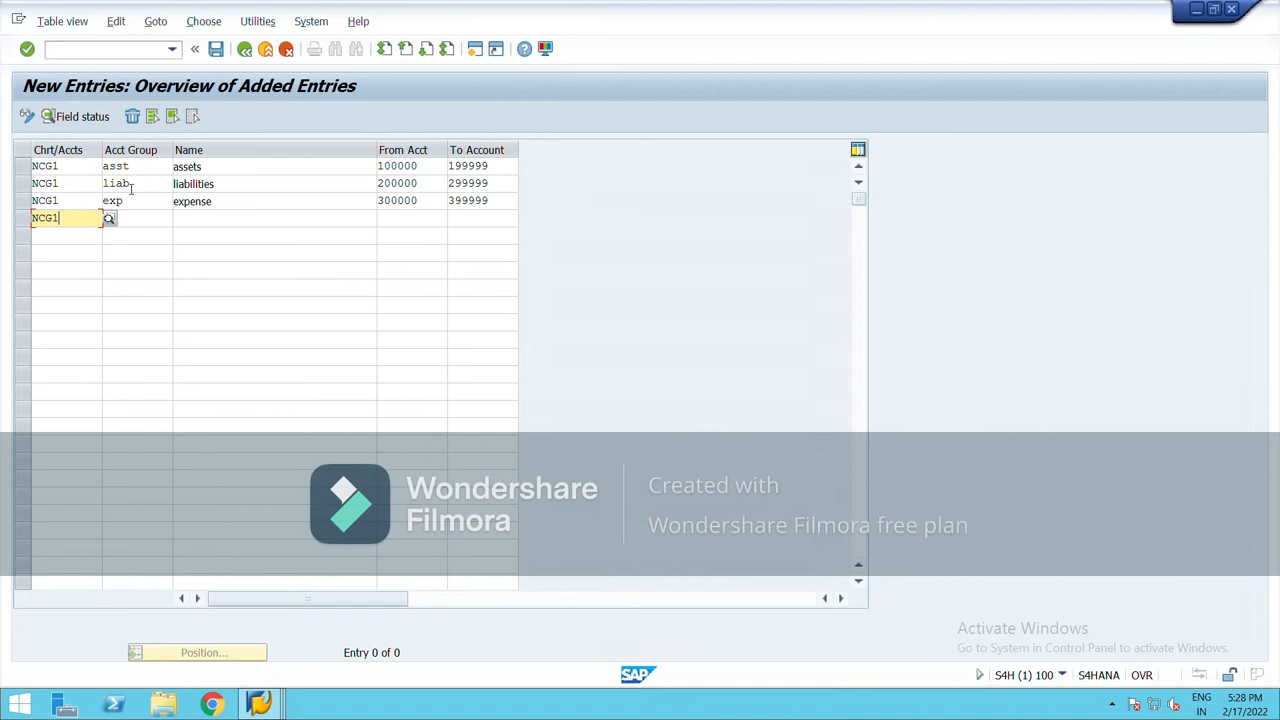 Table view Edit Goto Choose Utilities System Help
New Entries: Overview of Added Entries
Field status
Chrt/Accts Acct Group Name From Acct To Account
NCG1 asst assets 100000 199999
NCG1 liab liabilities 200000 299999
NCG1 exp expense 300000 399999
NCG1
Wondershare Filmora
Created with
Wondershare Filmora free plan
Activate Windows
Go to System in Control Panel to activate Windows.
Position... Entry 0 of 0
SAP S4H (1) 100 S4HANA OVR
ENG 5:28 PM
IN 2/17/2022